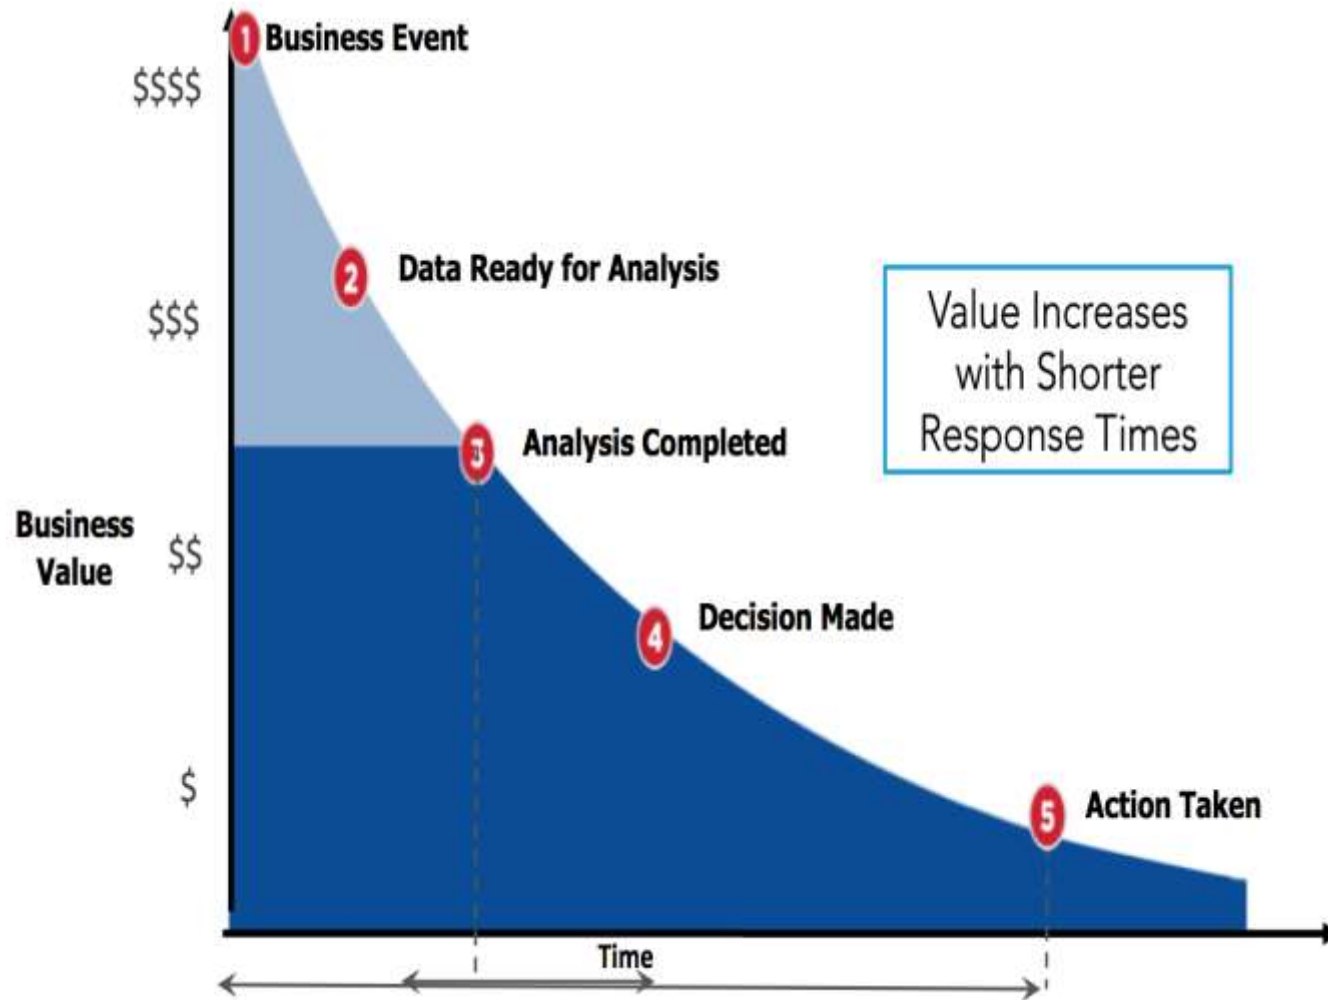 1 Business Event
$$$$
2 Data Ready for Analysis
$$$
Value Increases
with Shorter
Response Times
3 Analysis Completed
Business
Value
$$
4 Decision Made
$
5 Action Taken
Time